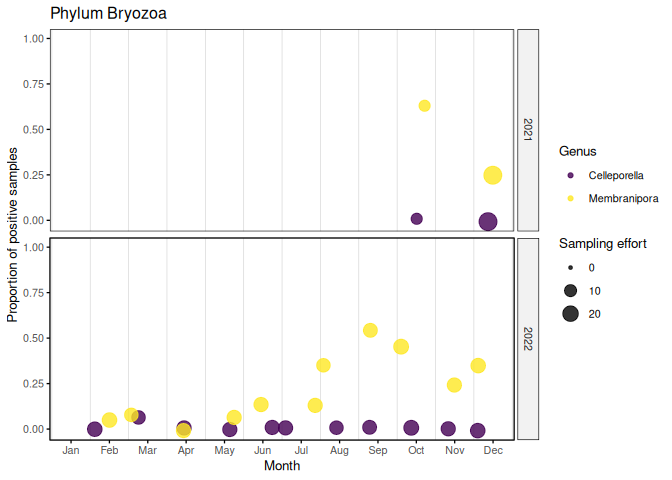 Phylum Bryozoa
1.00
0.75
0.50
0.25
0.00
2021
1.00
0.75
0.50
0.25
0.00
2022
Proportion of positive samples
Jan Feb Mar Apr May Jun Jul Aug Sep Oct Nov Dec
Month
Genus
Celleporella
Membranipora
Sampling effort
0
10
20